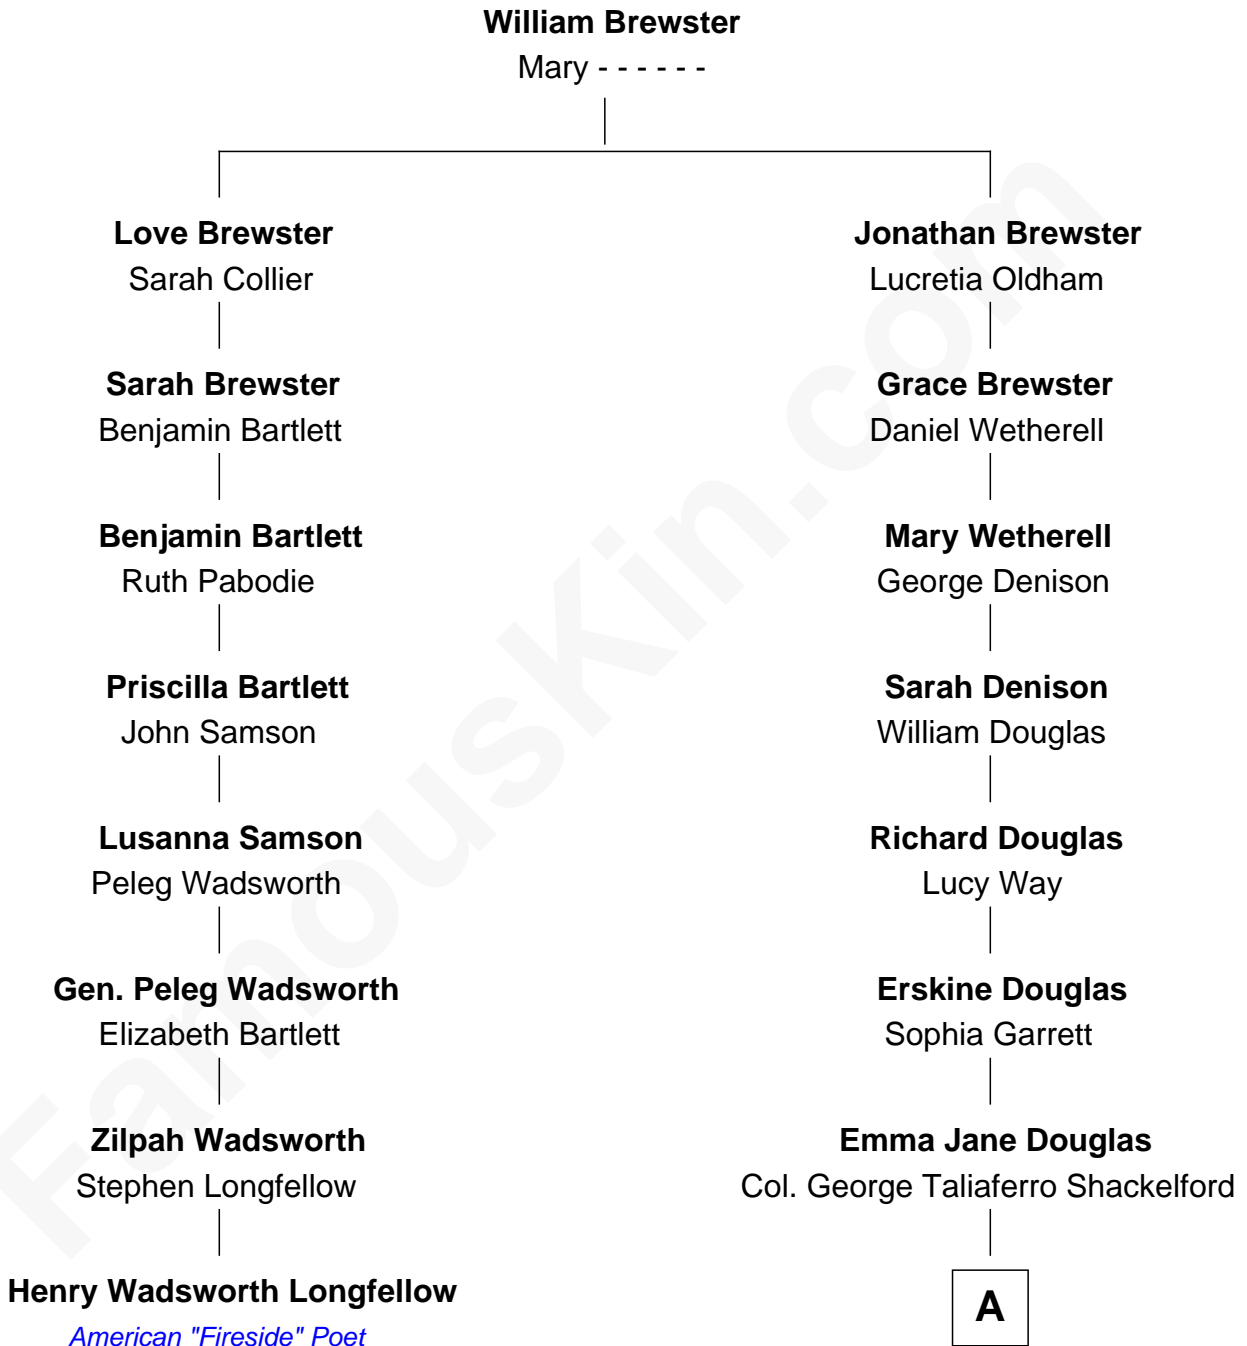 William Brewster
Mary - - - - - -
Love Brewster
Sarah Collier
Jonathan Brewster
Lucretia Oldham
Sarah Brewster
Benjamin Bartlett
Grace Brewster
Daniel Wetherell
Benjamin Bartlett
Ruth Pabodie
Mary Wetherell
George Denison
Priscilla Bartlett
John Samson
Sarah Denison
William Douglas
Lusanna Samson
Peleg Wadsworth
Richard Douglas
Lucy Way
Gen. Peleg Wadsworth
Elizabeth Bartlett
Erskine Douglas
Sophia Garrett
Zilpah Wadsworth
Stephen Longfellow
Emma Jane Douglas
Col. George Taliaferro Shackelford
Henry Wadsworth Longfellow
American "Fireside" Poet
A
FamousKin.com